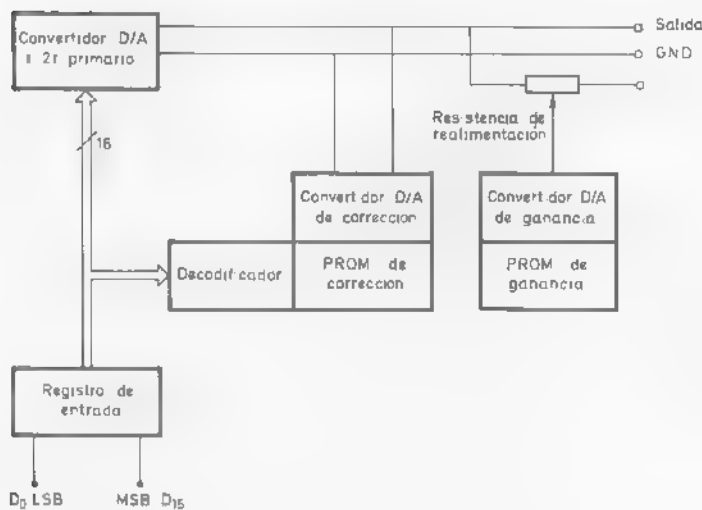 Convertidor D/A
r 2r primario
Salida
GND
16
Resistencia de
realimentación
Convertidor D/A
de corrección
Convertidor D/A
de ganancia
Decodificador
PROM de
corrección
PROM de
ganancia
Registro de
entrada
D₀ LSB
MSB D₁₅